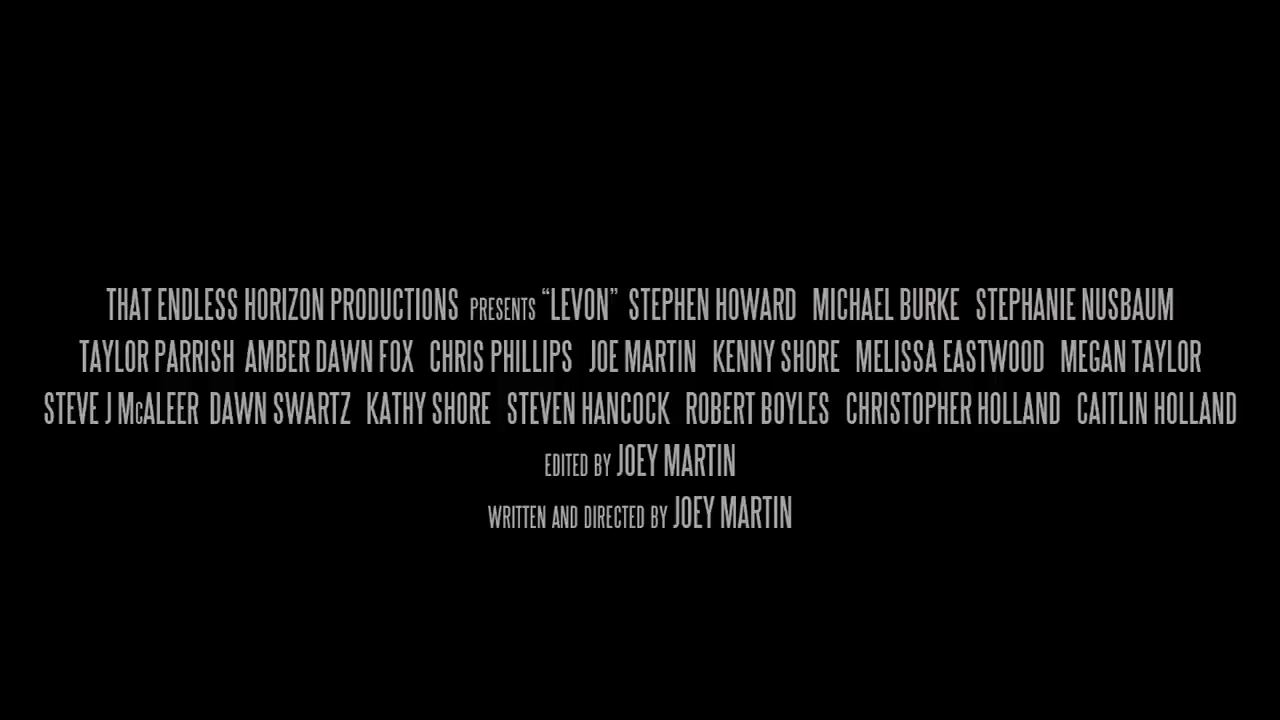 THAT ENDLESS HORIZON PRODUCTIONS PRESENTS “LEVON” STEPHEN HOWARD MICHAEL BURKE STEPHANIE NUSBAUM
TAYLOR PARRISH AMBER DAWN FOX CHRIS PHILLIPS JOE MARTIN KENNY SHORE MELISSA EASTWOOD MEGAN TAYLOR
STEVE J McALEER DAWN SWARTZ KATHY SHORE STEVEN HANCOCK ROBERT BOYLES CHRISTOPHER HOLLAND CAITLIN HOLLAND
EDITED BY JOEY MARTIN
WRITTEN AND DIRECTED BY JOEY MARTIN